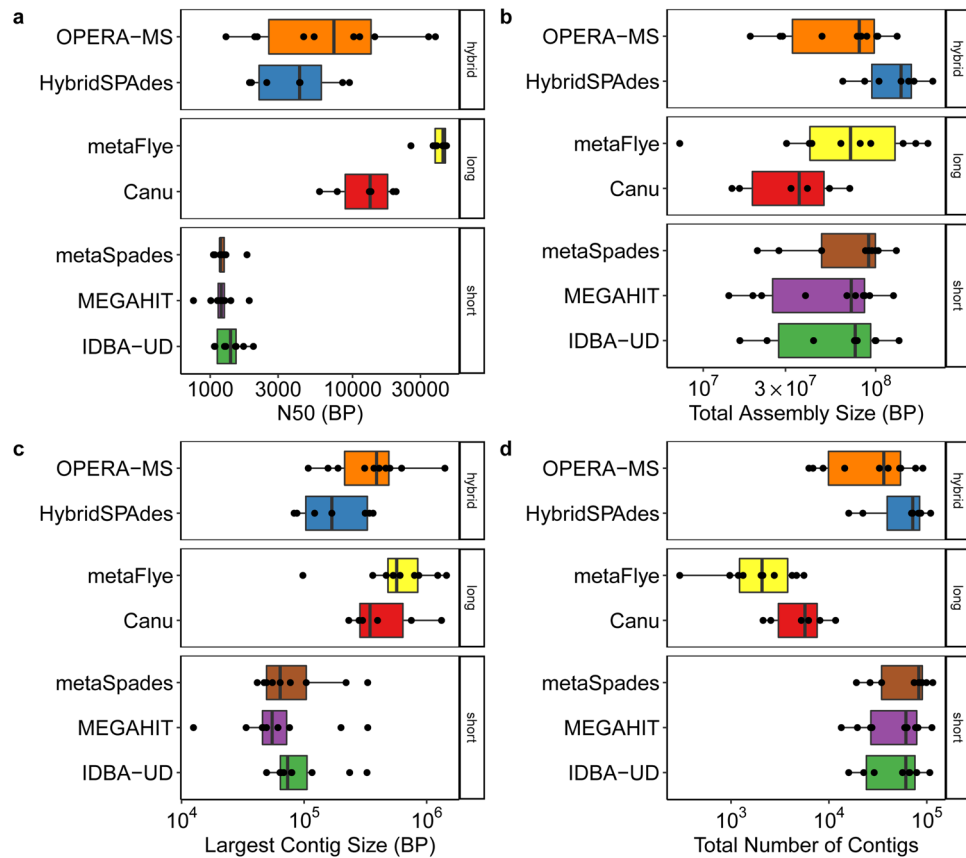 a
OPERA−MS
HybridSPAdes
hybrid
metaFlye
Canu
long
metaSpades
MEGAHIT
IDBA−UD
short
1000 3000 10000 30000
N50 (BP)
b
OPERA−MS
HybridSPAdes
hybrid
metaFlye
Canu
long
metaSpades
MEGAHIT
IDBA−UD
short
10⁷ 3×10⁷ 10⁸
Total Assembly Size (BP)
c
OPERA−MS
HybridSPAdes
hybrid
metaFlye
Canu
long
metaSpades
MEGAHIT
IDBA−UD
short
10⁴ 10⁵ 10⁶
Largest Contig Size (BP)
d
OPERA−MS
HybridSPAdes
hybrid
metaFlye
Canu
long
metaSpades
MEGAHIT
IDBA−UD
short
10³ 10⁴ 10⁵
Total Number of Contigs